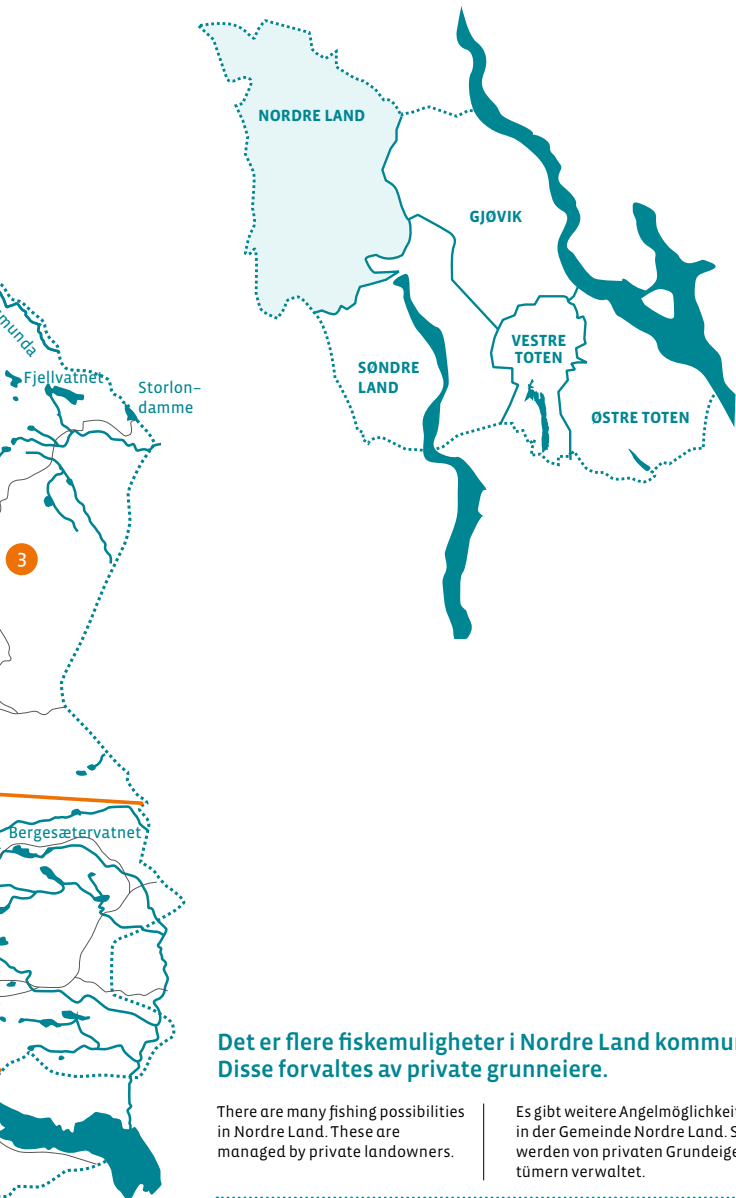 NORDRE LAND
GJØVIK
VESTRE
TOTEN
SØNDRE
LAND
ØSTRE TOTEN
munda
Fjellvatnet
Storlon–
damme
3
Bergesætervatnet
Det er flere fiskemuligheter i Nordre Land kommu
Disse forvaltes av private grunneiere.
There are many fishing possibilities
in Nordre Land. These are
managed by private landowners.
Es gibt weitere Angelmöglichkeit
in der Gemeinde Nordre Land. S
werden von privaten Grundeige
tümern verwaltet.